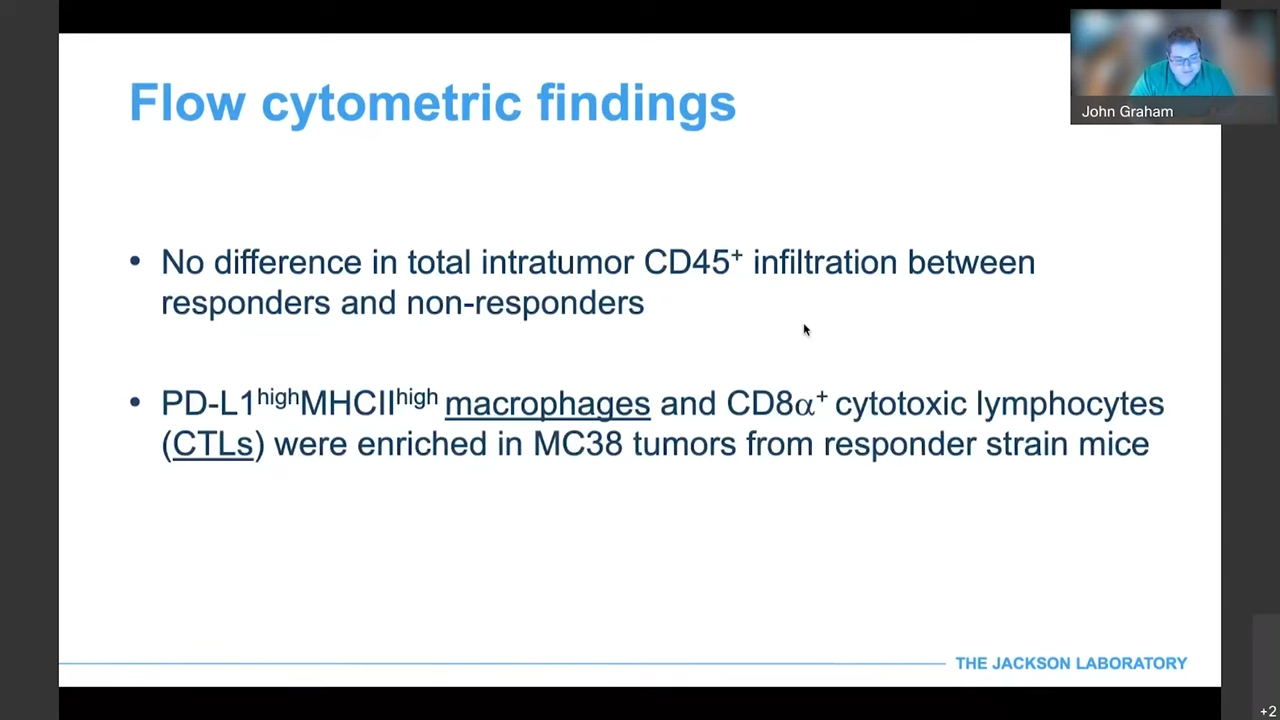 Flow cytometric findings
John Graham
• No difference in total intratumor CD45⁺ infiltration between
responders and non-responders
• PD-L1ʰⁱᵍʰMHCIIʰⁱᵍʰ macrophages and CD8α⁺ cytotoxic lymphocytes
(CTLs) were enriched in MC38 tumors from responder strain mice
THE JACKSON LABORATORY
+2